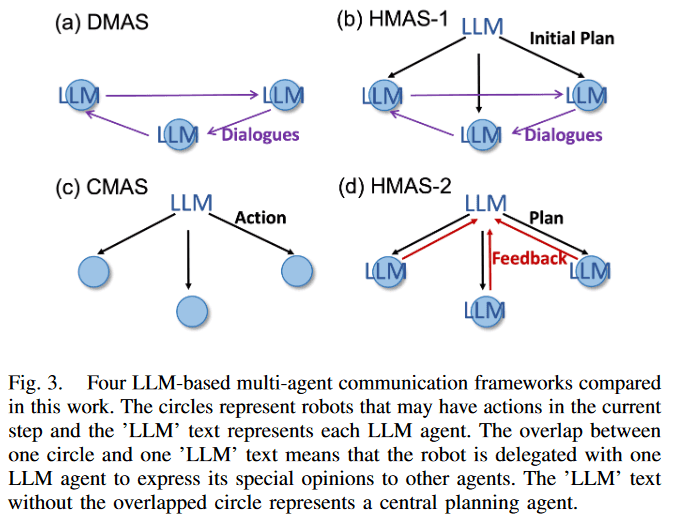 (a) DMAS
LLM
LLM
LLM
Dialogues
(b) HMAS-1
LLM
Initial Plan
LLM
LLM
LLM
Dialogues
(c) CMAS
LLM
Action
(d) HMAS-2
LLM
Plan
Feedback
LLM
LLM
LLM
Fig. 3. Four LLM-based multi-agent communication frameworks compared
in this work. The circles represent robots that may have actions in the current
step and the ’LLM’ text represents each LLM agent. The overlap between
one circle and one ’LLM’ text means that the robot is delegated with one
LLM agent to express its special opinions to other agents. The ’LLM’ text
without the overlapped circle represents a central planning agent.